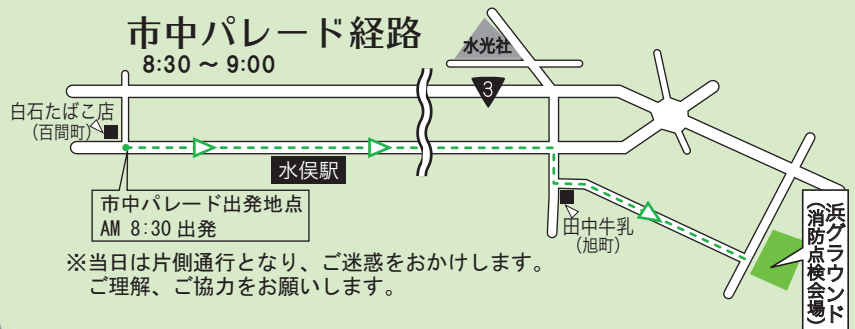 市中パレード経路
8:30 ～ 9:00
水光社
3
白石たばこ店
(百間町)
水俣駅
市中パレード出発地点
AM 8:30 出発
田中牛乳
(旭町)
浜グラウンド
(消防点検会場)
※当日は片側通行となり、ご迷惑をおかけします。
ご理解、ご協力をお願いします。